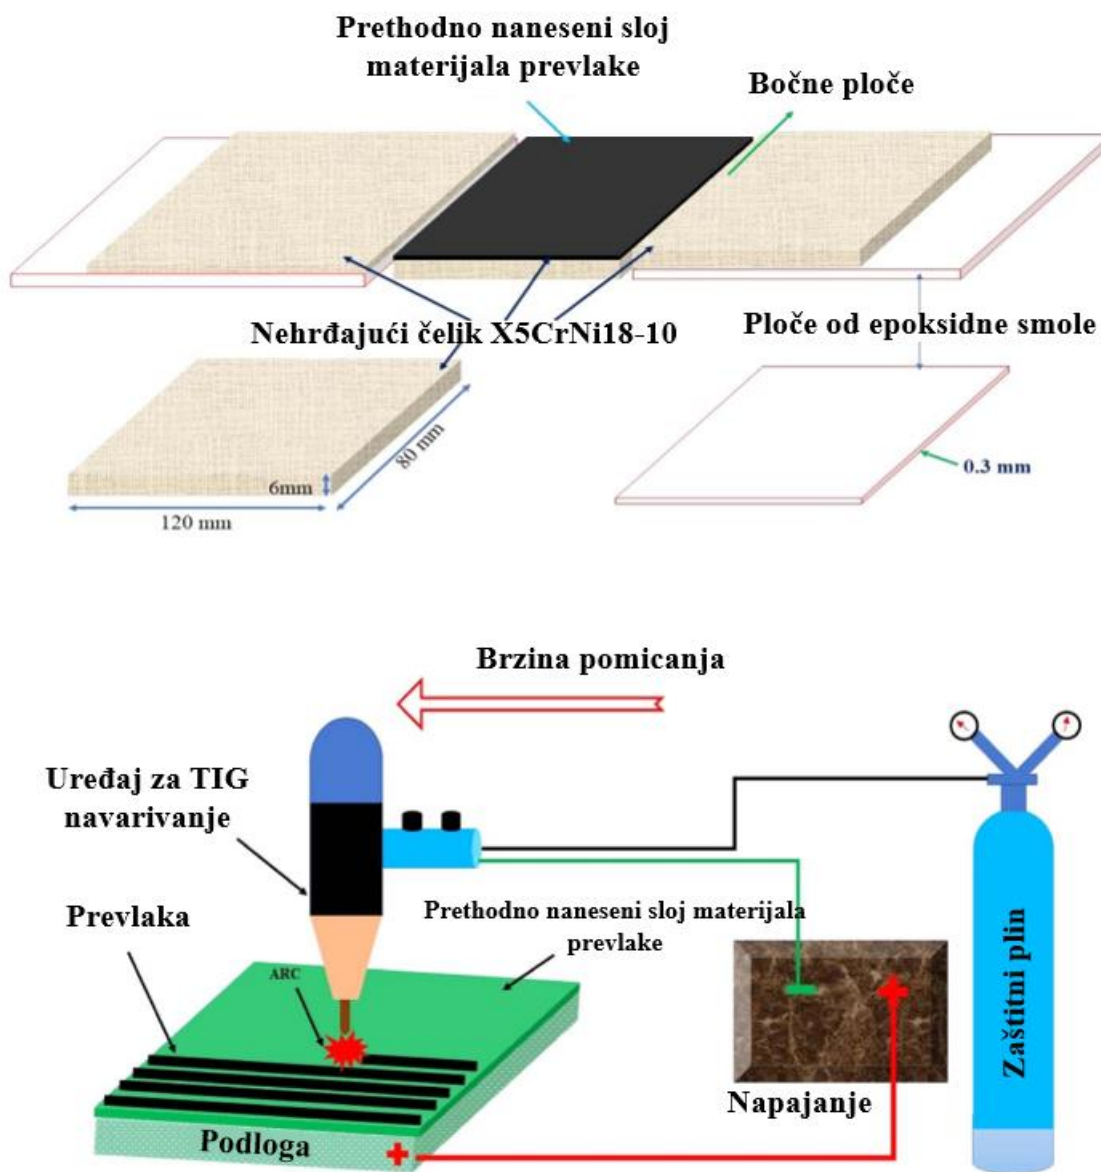 Prethodno naneseni sloj
materijala prevlake
Bočne ploče
Nehrđajući čelik X5CrNi18-10
Ploče od epoksidne smole
80 mm
6mm
120 mm
0.3 mm
Brzina pomicanja
Uređaj za TIG
navarivanje
Prevlaka
Prethodno naneseni sloj materijala
prevlake
ARC
Zaštitni plin
Napajanje
Podloga